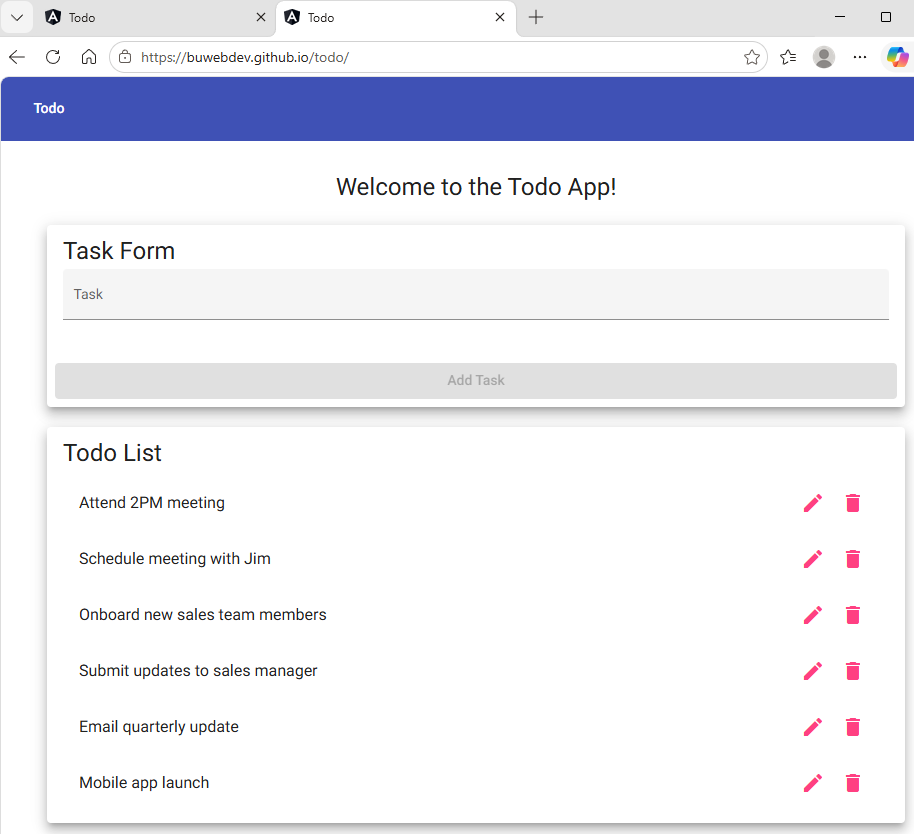 Todo
Todo
https://buwebdev.github.io/todo/
Todo
Welcome to the Todo App!
Task Form
Task
Add Task
Todo List
Attend 2PM meeting
Schedule meeting with Jim
Onboard new sales team members
Submit updates to sales manager
Email quarterly update
Mobile app launch